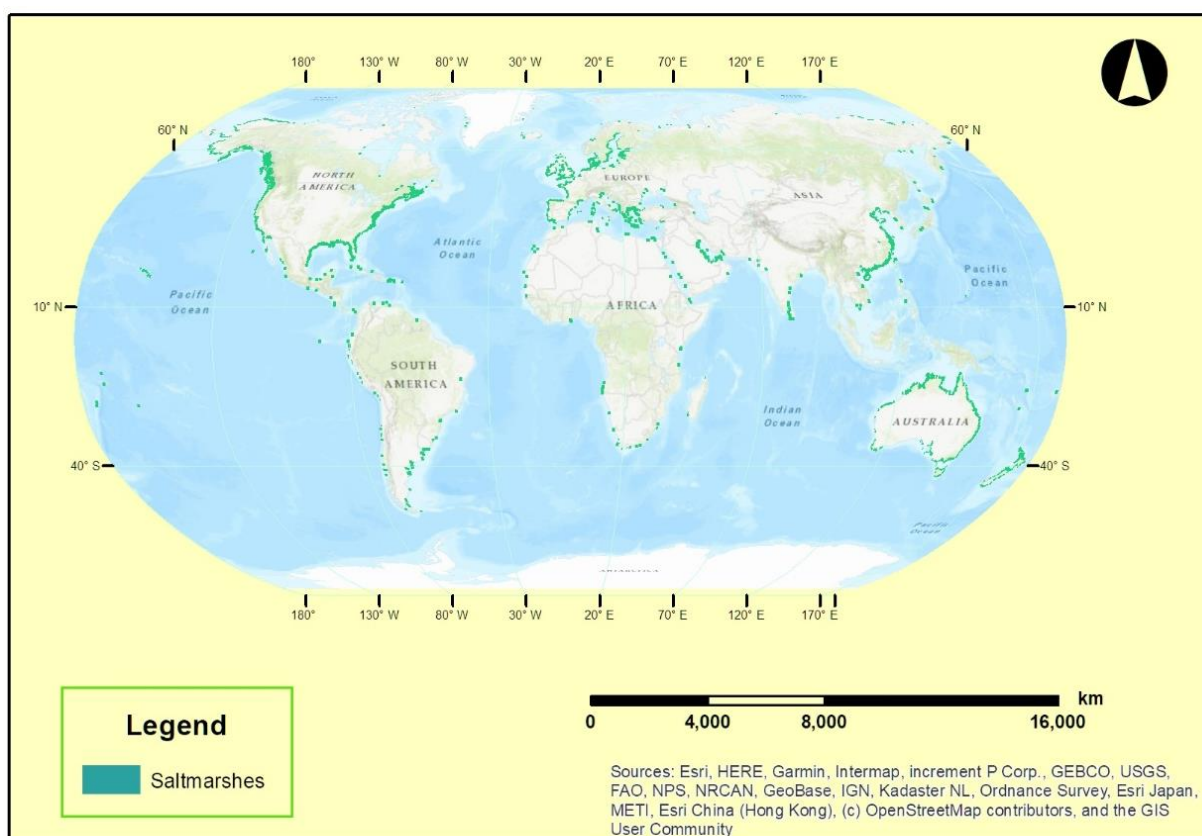 180° 130° W 80° W 30° W 20° E 70° E 120° E 170° E
60° N 60° N
NORTH
AMERICA
EUROPE
ASIA
Atlantic
Ocean
Pacific
Ocean
Pacific
Ocean
10° N AFRICA 10° N
SOUTH
AMERICA
Indian
Ocean
AUSTRALIA
40° S 40° S
Pacific
Ocean
180° 130° W 80° W 30° W 20° E 70° E 120° E 170° E
Legend
Saltmarshes
km
0 4,000 8,000 16,000
Sources: Esri, HERE, Garmin, Intermap, increment P Corp., GEBCO, USGS,
FAO, NPS, NRCAN, GeoBase, IGN, Kadaster NL, Ordnance Survey, Esri Japan,
METI, Esri China (Hong Kong), (c) OpenStreetMap contributors, and the GIS
User Community